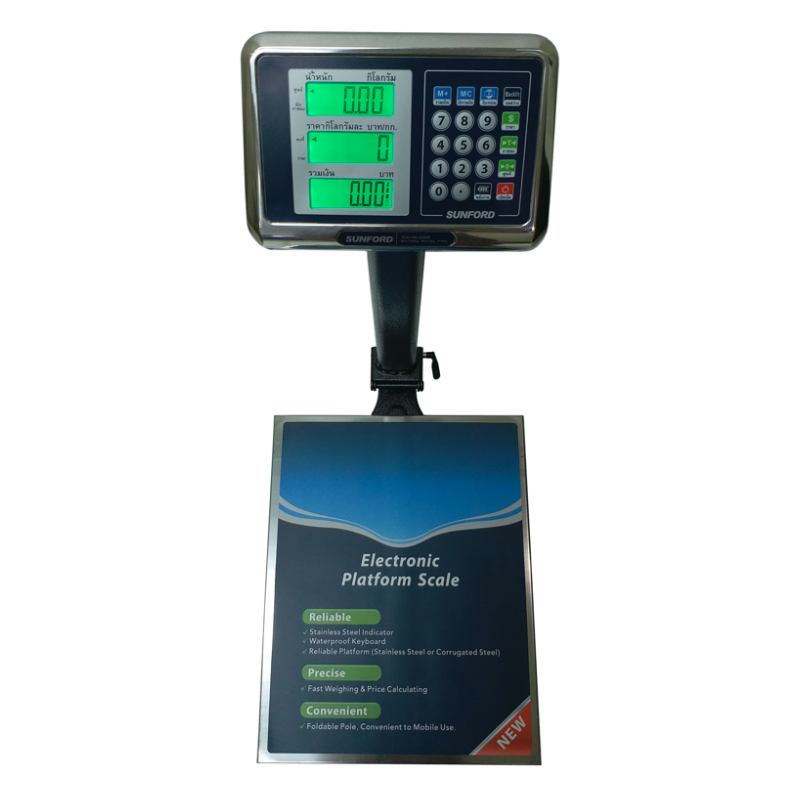 น้ำหนัก กิโลกรัม
0.00
ราคากิโลกรัมละ บาท/กก.
0
รวมเงิน บาท
0.00
M+ MC
7 8 9 $
4 5 6 ▸T◂
1 2 3 ▸0◂
0 .
SUNFORD
SUNFORD
Electronic
Platform Scale
Reliable
✓ Stainless Steel Indicator
✓ Waterproof Keyboard
✓ Reliable Platform (Stainless Steel or Corrugated Steel)
Precise
✓ Fast Weighing & Price Calculating
Convenient
✓ Foldable Pole, Convenient to Mobile Use.
NEW